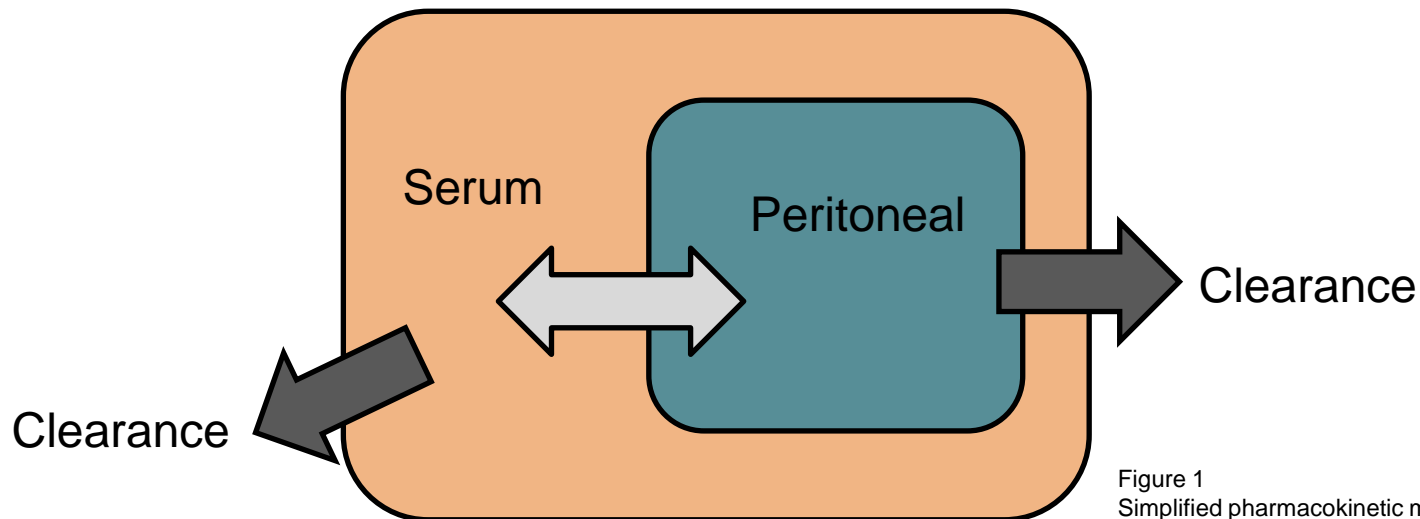 Serum
Peritoneal
Clearance
Clearance
Figure 1
Simplified pharmacokinetic